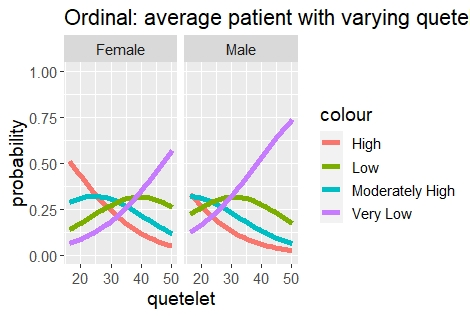 Ordinal: average patient with varying quete
Female
Male
1.00
0.75
0.50
0.25
0.00
probability
20
30
40
50
20
30
40
50
quetelet
colour
High
Low
Moderately High
Very Low